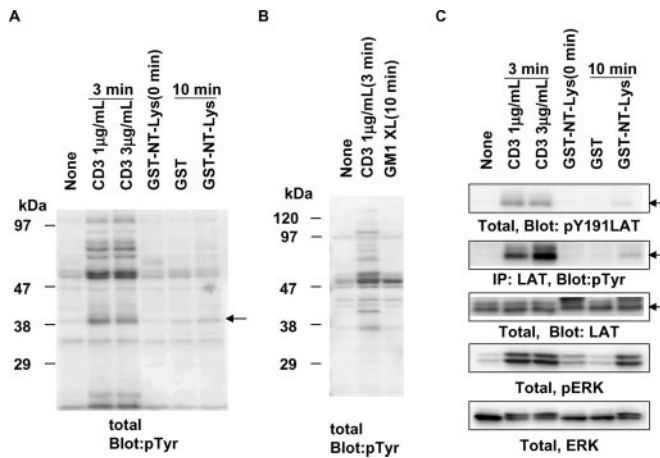 A
3 min
10 min
None
CD3 1µg/mL
CD3 3µg/mL
GST-NT-Lys(0 min)
GST
GST-NT-Lys
kDa
97
47
38
29
total
Blot:pTyr
B
None
CD3 1µg/mL(3 min)
GM1 XL(10 min)
kDa
120
97
47
38
29
total
Blot:pTyr
C
3 min
10 min
None
CD3 1µg/mL
CD3 3µg/mL
GST-NT-Lys(0 min)
GST
GST-NT-Lys
Total, Blot: pY191LAT
IP: LAT, Blot:pTyr
Total, Blot: LAT
Total, pERK
Total, ERK